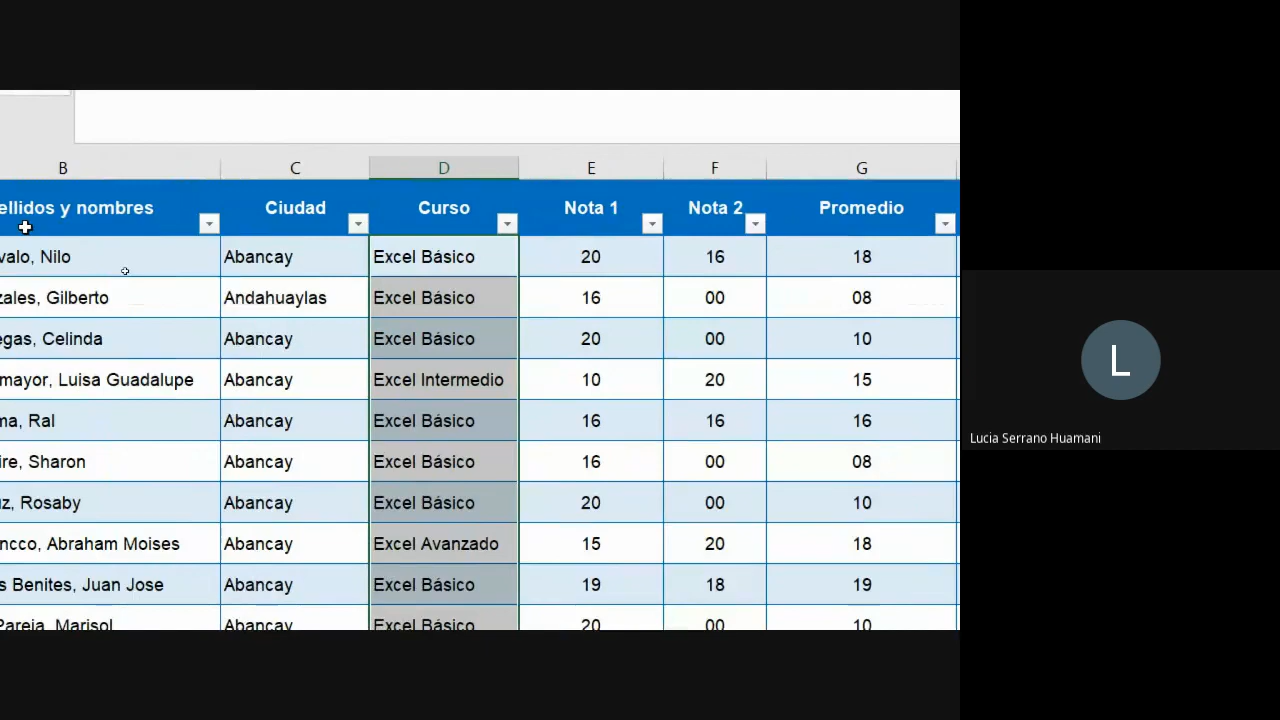 B C D E F G
ellidos y nombres Ciudad Curso Nota 1 Nota 2 Promedio
valo, Nilo Abancay Excel Básico 20 16 18
zales, Gilberto Andahuaylas Excel Básico 16 00 08
egas, Celinda Abancay Excel Básico 20 00 10
mayor, Luisa Guadalupe Abancay Excel Intermedio 10 20 15
ma, Ral Abancay Excel Básico 16 16 16
ire, Sharon Abancay Excel Básico 16 00 08
uz, Rosaby Abancay Excel Básico 20 00 10
ncco, Abraham Moises Abancay Excel Avanzado 15 20 18
s Benites, Juan Jose Abancay Excel Básico 19 18 19
Pareja, Marisol Abancay Excel Básico 20 00 10
L
Lucia Serrano Huamani